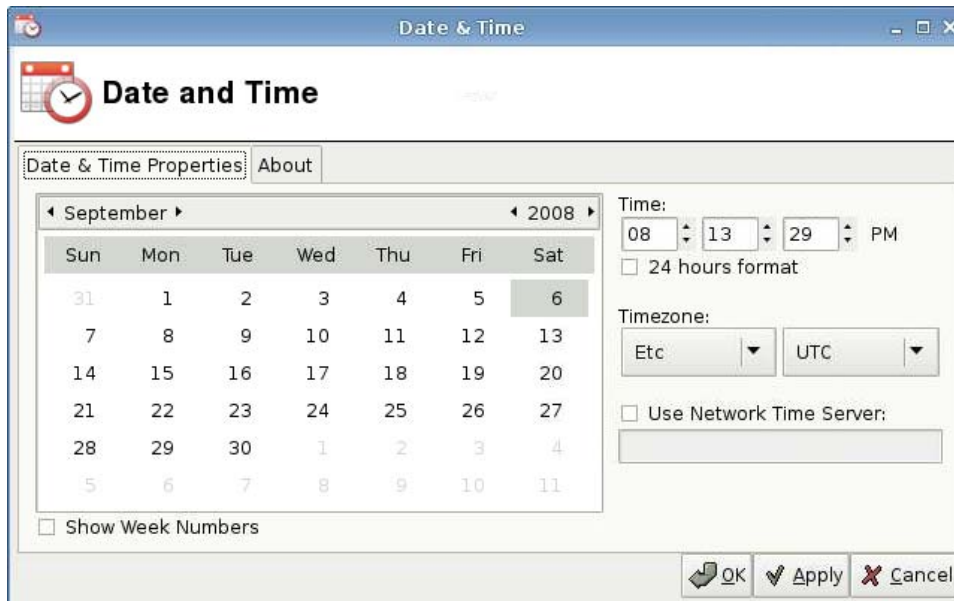 Date & Time
Date and Time
Date & Time Properties About
September 2008
Sun Mon Tue Wed Thu Fri Sat
31 1 2 3 4 5 6
7 8 9 10 11 12 13
14 15 16 17 18 19 20
21 22 23 24 25 26 27
28 29 30 1 2 3 4
5 6 7 8 9 10 11
Show Week Numbers
Time:
08 13 29 PM
24 hours format
Timezone:
Etc UTC
Use Network Time Server:
OK Apply Cancel